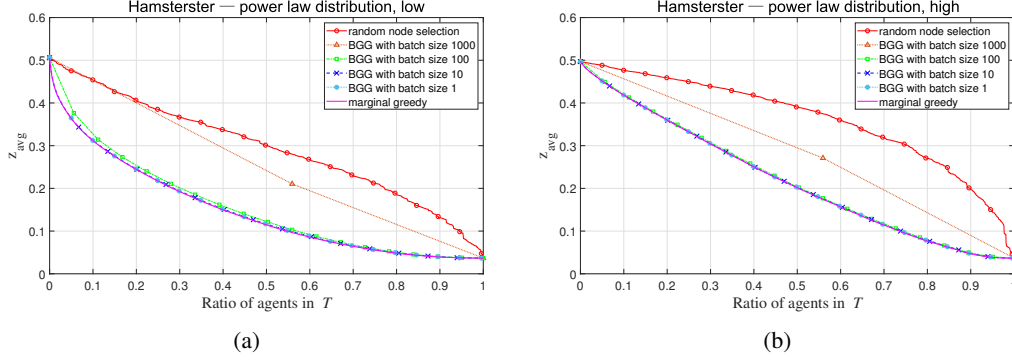 Hamsterster — power law distribution, low
0.6
0.5
0.4
0.3
0.2
0.1
0
z avg
random node selection
BGG with batch size 1000
BGG with batch size 100
BGG with batch size 10
BGG with batch size 1
marginal greedy
0 0.1 0.2 0.3 0.4 0.5 0.6 0.7 0.8 0.9 1
Ratio of agents in T
(a)
Hamsterster — power law distribution, high
0.6
0.5
0.4
0.3
0.2
0.1
0
z avg
random node selection
BGG with batch size 1000
BGG with batch size 100
BGG with batch size 10
BGG with batch size 1
marginal greedy
0 0.1 0.2 0.3 0.4 0.5 0.6 0.7 0.8 0.9 1
Ratio of agents in T
(b)